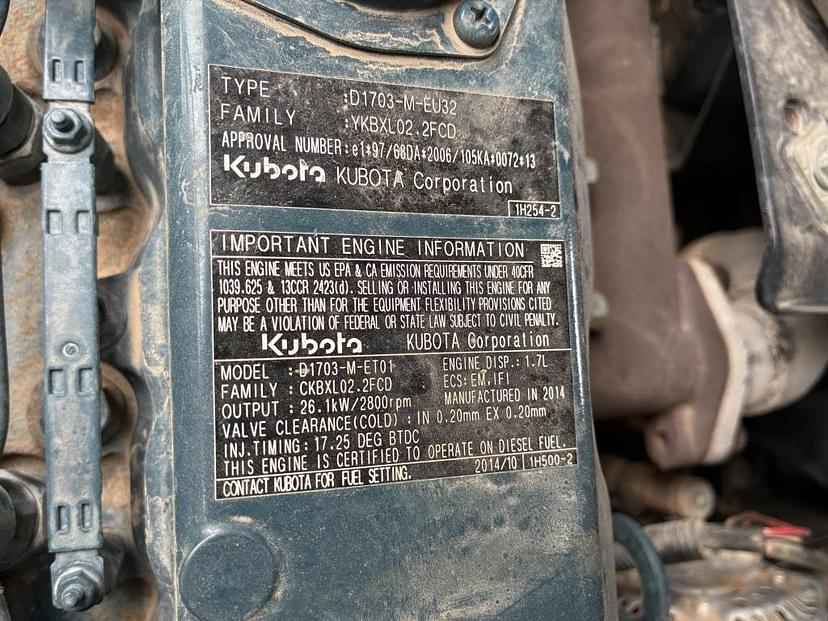 TYPE :D1703-M-EU32
FAMILY :YKBXL02.2FCD
APPROVAL NUMBER:e1*97/68DA*2006/105KA*0072*13
Kubota KUBOTA Corporation
1H254-2
IMPORTANT ENGINE INFORMATION
THIS ENGINE MEETS US EPA & CA EMISSION REQUIREMENTS UNDER 40CFR
1039.625 & 13CCR 2423(d). SELLING OR INSTALLING THIS ENGINE FOR ANY
PURPOSE OTHER THAN FOR THE EQUIPMENT FLEXIBILITY PROVISIONS CITED
MAY BE A VIOLATION OF FEDERAL OR STATE LAW SUBJECT TO CIVIL PENALTY.
Kubota KUBOTA Corporation
MODEL :D1703-M-ET01 ENGINE DISP.:1.7L
FAMILY :CKBXL02.2FCD ECS:EM,IFI
OUTPUT :26.1kW/2800rpm MANUFACTURED IN 2014
VALVE CLEARANCE(COLD):IN 0.20mm EX 0.20mm
INJ.TIMING:17.25 DEG BTDC
THIS ENGINE IS CERTIFIED TO OPERATE ON DIESEL FUEL.
CONTACT KUBOTA FOR FUEL SETTING. 2014/10 1H500-2